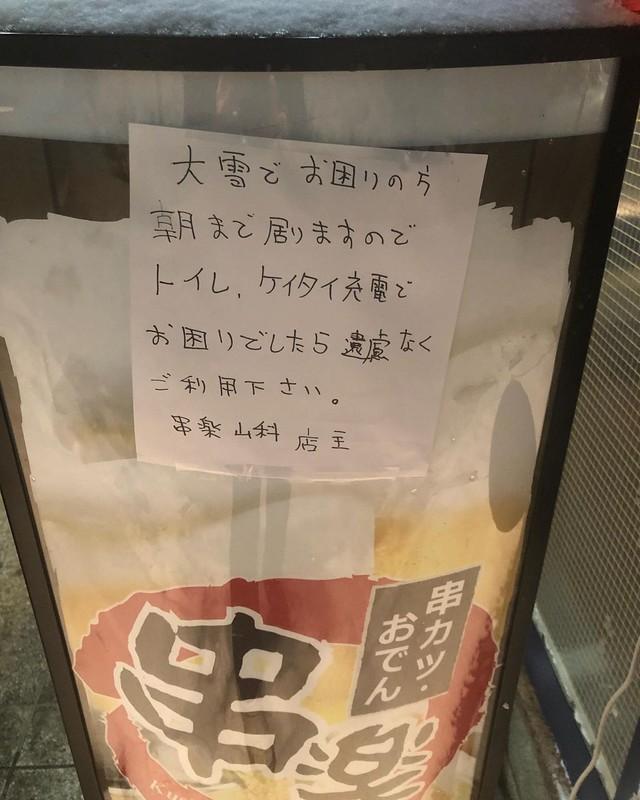 大雪でお困りの方
朝まで居りますので
トイレ、ケイタイ充電で
お困りでしたら遠慮なく
ご利用下さい。
串楽 山科 店主
串カツ・
おでん
串楽